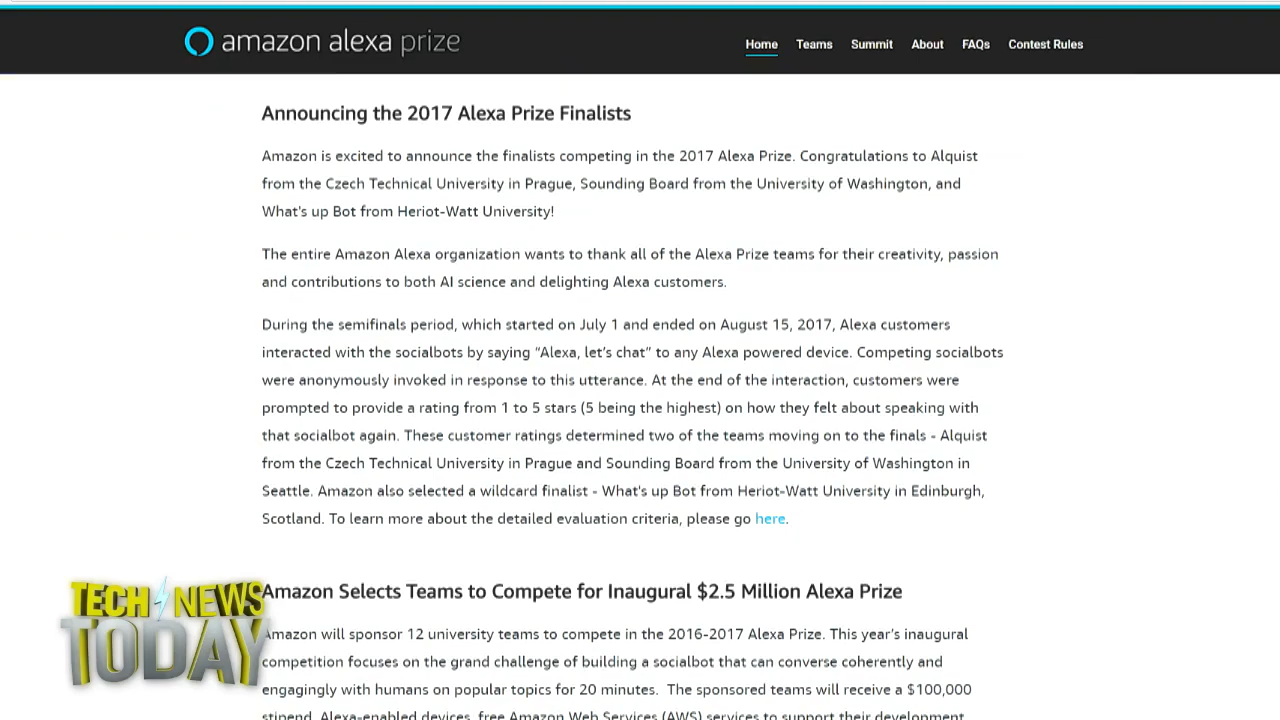 amazon alexa prize
Home Teams Summit About FAQs Contest Rules
Announcing the 2017 Alexa Prize Finalists
Amazon is excited to announce the finalists competing in the 2017 Alexa Prize. Congratulations to Alquist
from the Czech Technical University in Prague, Sounding Board from the University of Washington, and
What's up Bot from Heriot-Watt University!
The entire Amazon Alexa organization wants to thank all of the Alexa Prize teams for their creativity, passion
and contributions to both AI science and delighting Alexa customers.
During the semifinals period, which started on July 1 and ended on August 15, 2017, Alexa customers
interacted with the socialbots by saying “Alexa, let’s chat” to any Alexa powered device. Competing socialbots
were anonymously invoked in response to this utterance. At the end of the interaction, customers were
prompted to provide a rating from 1 to 5 stars (5 being the highest) on how they felt about speaking with
that socialbot again. These customer ratings determined two of the teams moving on to the finals - Alquist
from the Czech Technical University in Prague and Sounding Board from the University of Washington in
Seattle. Amazon also selected a wildcard finalist - What's up Bot from Heriot-Watt University in Edinburgh,
Scotland. To learn more about the detailed evaluation criteria, please go here.
Amazon Selects Teams to Compete for Inaugural $2.5 Million Alexa Prize
Amazon will sponsor 12 university teams to compete in the 2016-2017 Alexa Prize. This year’s inaugural
competition focuses on the grand challenge of building a socialbot that can converse coherently and
engagingly with humans on popular topics for 20 minutes. The sponsored teams will receive a $100,000
stipend, Alexa-enabled devices, free Amazon Web Services (AWS) services to support their development
TECH NEWS
TODAY